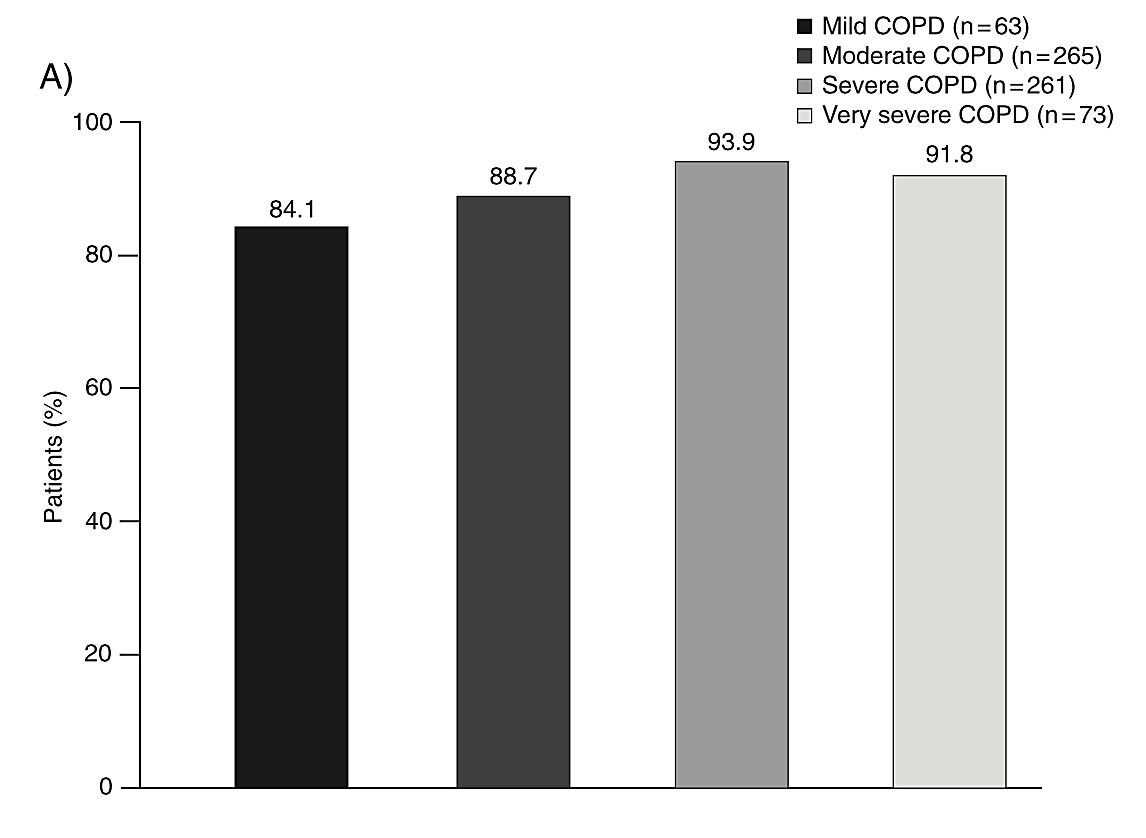 Mild COPD (n=63)
Moderate COPD (n=265)
Severe COPD (n=261)
Very severe COPD (n=73)
A)
100
80
60
40
20
0
Patients (%)
84.1
88.7
93.9
91.8